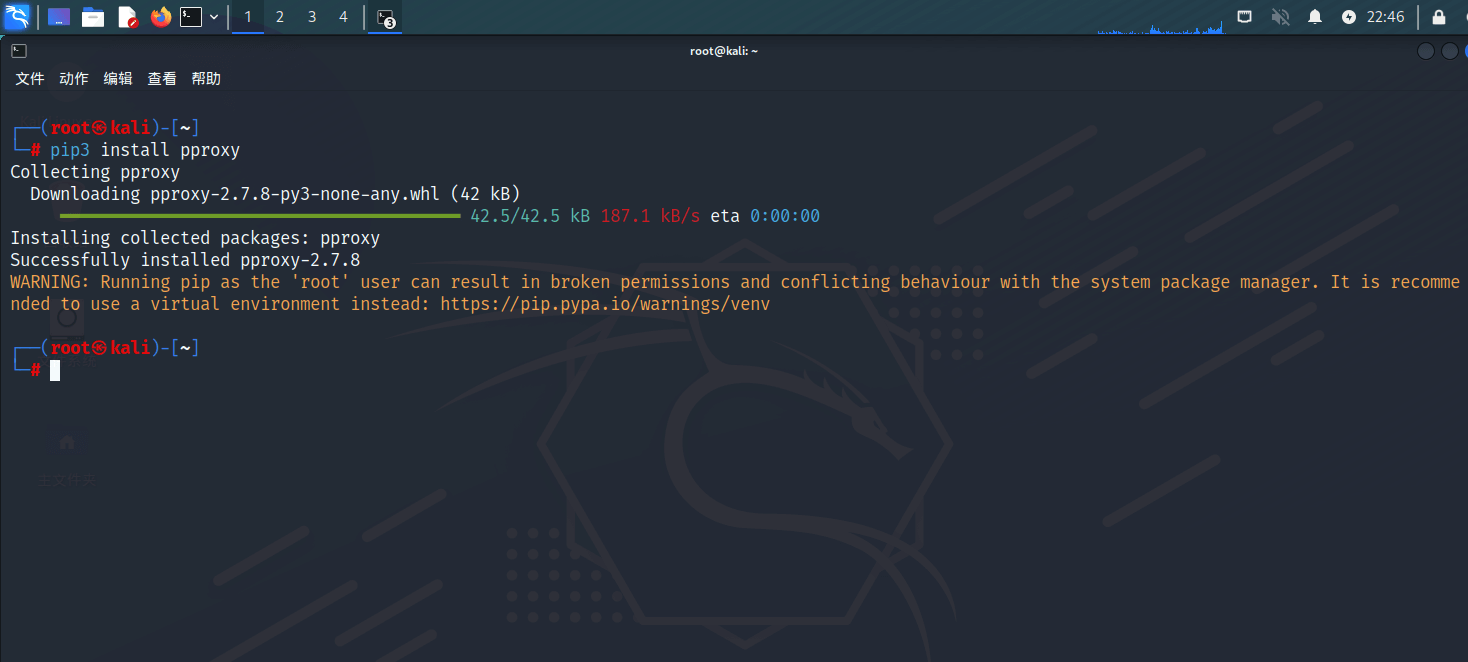 1 2 3 4 3 22:46
root@kali: ~
文件 动作 编辑 查看 帮助
┌──(root㉿kali)-[~]
└─# pip3 install pproxy
Collecting pproxy
  Downloading pproxy-2.7.8-py3-none-any.whl (42 kB)
     ━━━━━━━━━━━━━━━━━━━━━━━━━━━━━━━━━━━━━━━━ 42.5/42.5 kB 187.1 kB/s eta 0:00:00
Installing collected packages: pproxy
Successfully installed pproxy-2.7.8
WARNING: Running pip as the 'root' user can result in broken permissions and conflicting behaviour with the system package manager. It is recomme
nded to use a virtual environment instead: https://pip.pypa.io/warnings/venv
┌──(root㉿kali)-[~]
└─#
主文件夹